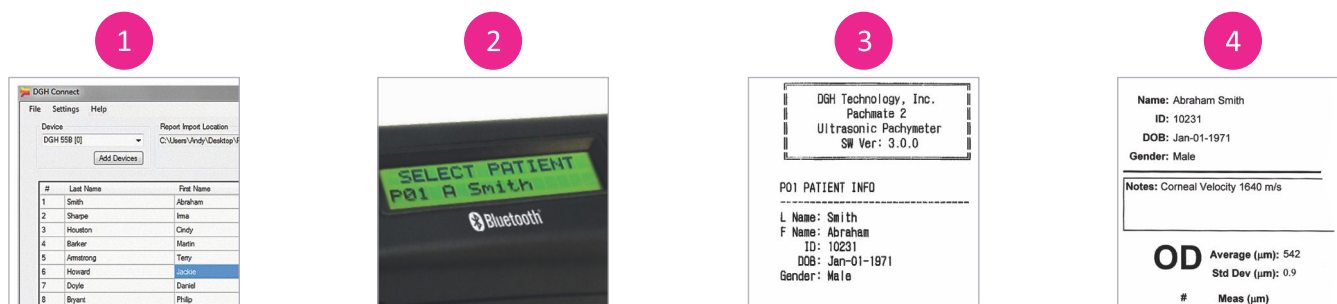 1
2
3
4
DGH Connect
File Settings Help
Device
DGH 55B [0]
Add Devices
Report Import Location
C:\Users\Andy\Desktop\
# Last Name First Name
1 Smith Abraham
2 Sharpe Irma
3 Houston Cindy
4 Barker Martin
5 Armstrong Terry
6 Howard Jackie
7 Doyle Daniel
8 Bryant Philip
SELECT PATIENT
P01 A Smith
Bluetooth
DGH Technology, Inc.
Pachmate 2
Ultrasonic Pachymeter
SW Ver: 3.0.0
P01 PATIENT INFO
L Name: Smith
F Name: Abraham
ID: 10231
DOB: Jan-01-1971
Gender: Male
Name: Abraham Smith
ID: 10231
DOB: Jan-01-1971
Gender: Male
Notes: Corneal Velocity 1640 m/s
OD
Average (µm): 542
Std Dev (µm): 0.9
# Meas (µm)